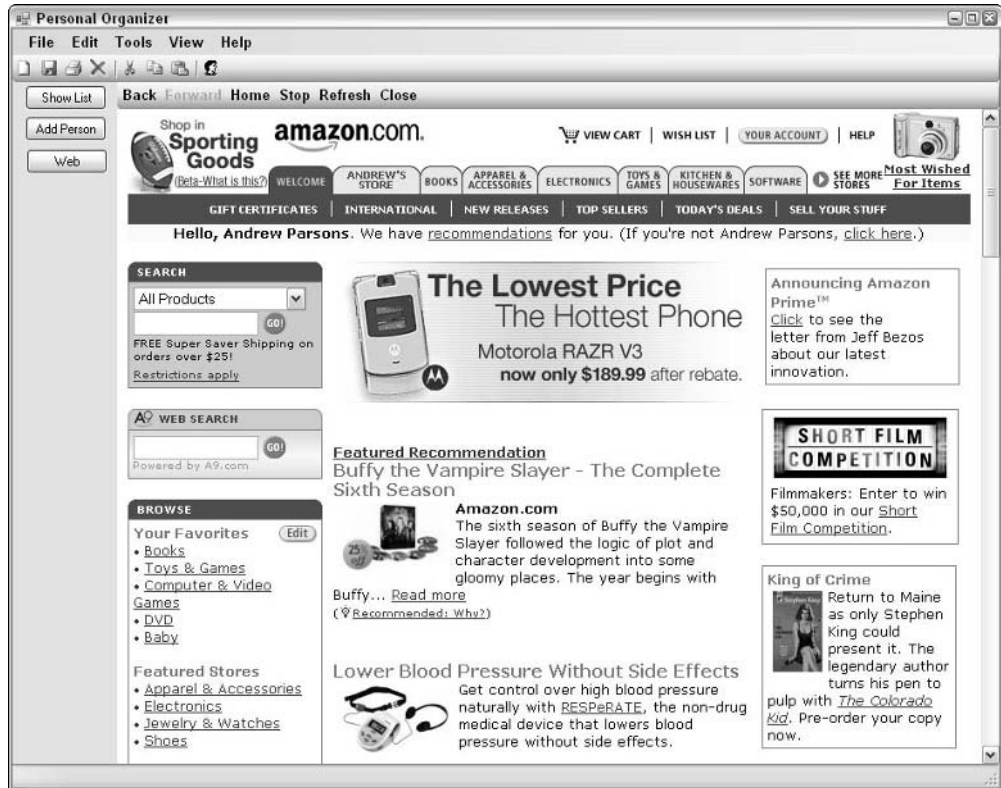 Personal Organizer
File Edit Tools View Help
Show List
Add Person
Web
Back Forward Home Stop Refresh Close
Shop in
Sporting
Goods
(Beta-What is this?)
amazon.com.
VIEW CART | WISH LIST | YOUR ACCOUNT | HELP
Most Wished
For Items
WELCOME
ANDREW'S
STORE
BOOKS
APPAREL &
ACCESSORIES
ELECTRONICS
TOYS &
GAMES
KITCHEN &
HOUSEWARES
SOFTWARE
SEE MORE
STORES
GIFT CERTIFICATES | INTERNATIONAL | NEW RELEASES | TOP SELLERS | TODAY'S DEALS | SELL YOUR STUFF
Hello, Andrew Parsons. We have recommendations for you. (If you're not Andrew Parsons, click here.)
SEARCH
All Products
GO!
FREE Super Saver Shipping on
orders over $25!
Restrictions apply
A9 WEB SEARCH
GO!
Powered by A9.com
BROWSE
Your Favorites Edit
• Books
• Toys & Games
• Computer & Video
Games
• DVD
• Baby
Featured Stores
• Apparel & Accessories
• Electronics
• Jewelry & Watches
• Shoes
The Lowest Price
The Hottest Phone
Motorola RAZR V3
now only $189.99 after rebate.
Featured Recommendation
Buffy the Vampire Slayer - The Complete
Sixth Season
25%
off
Amazon.com
The sixth season of Buffy the Vampire
Slayer followed the logic of plot and
character development into some
gloomy places. The year begins with
Buffy... Read more
(Recommended: Why?)
Lower Blood Pressure Without Side Effects
Get control over high blood pressure
naturally with RESPeRATE, the non-drug
medical device that lowers blood
pressure without side effects.
Announcing Amazon
Prime™
Click to see the
letter from Jeff Bezos
about our latest
innovation.
SHORT FILM
COMPETITION
Filmmakers: Enter to win
$50,000 in our Short
Film Competition.
King of Crime
Stephen King
Return to Maine
as only Stephen
King could
present it. The
legendary author
turns his pen to
pulp with The Colorado
Kid. Pre-order your copy
now.